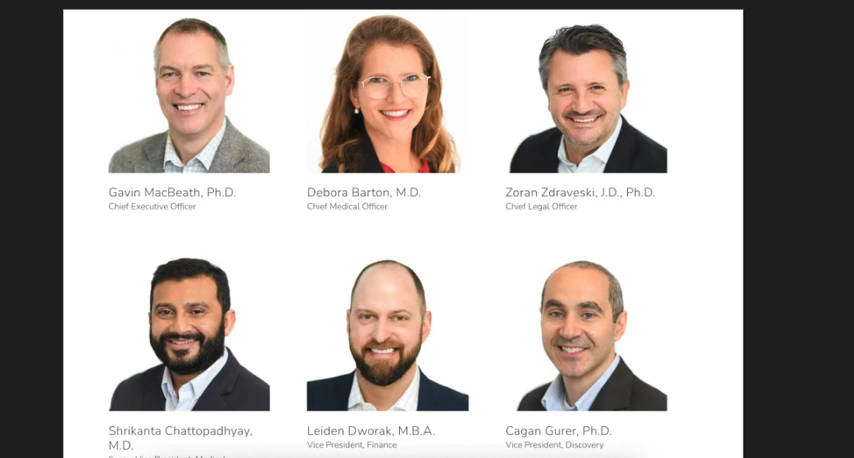 Gavin MacBeath, Ph.D.
Chief Executive Officer
Debora Barton, M.D.
Chief Medical Officer
Zoran Zdraveski, J.D., Ph.D.
Chief Legal Officer
Shrikanta Chattopadhyay,
M.D.
Leiden Dworak, M.B.A.
Vice President, Finance
Cagan Gurer, Ph.D.
Vice President, Discovery